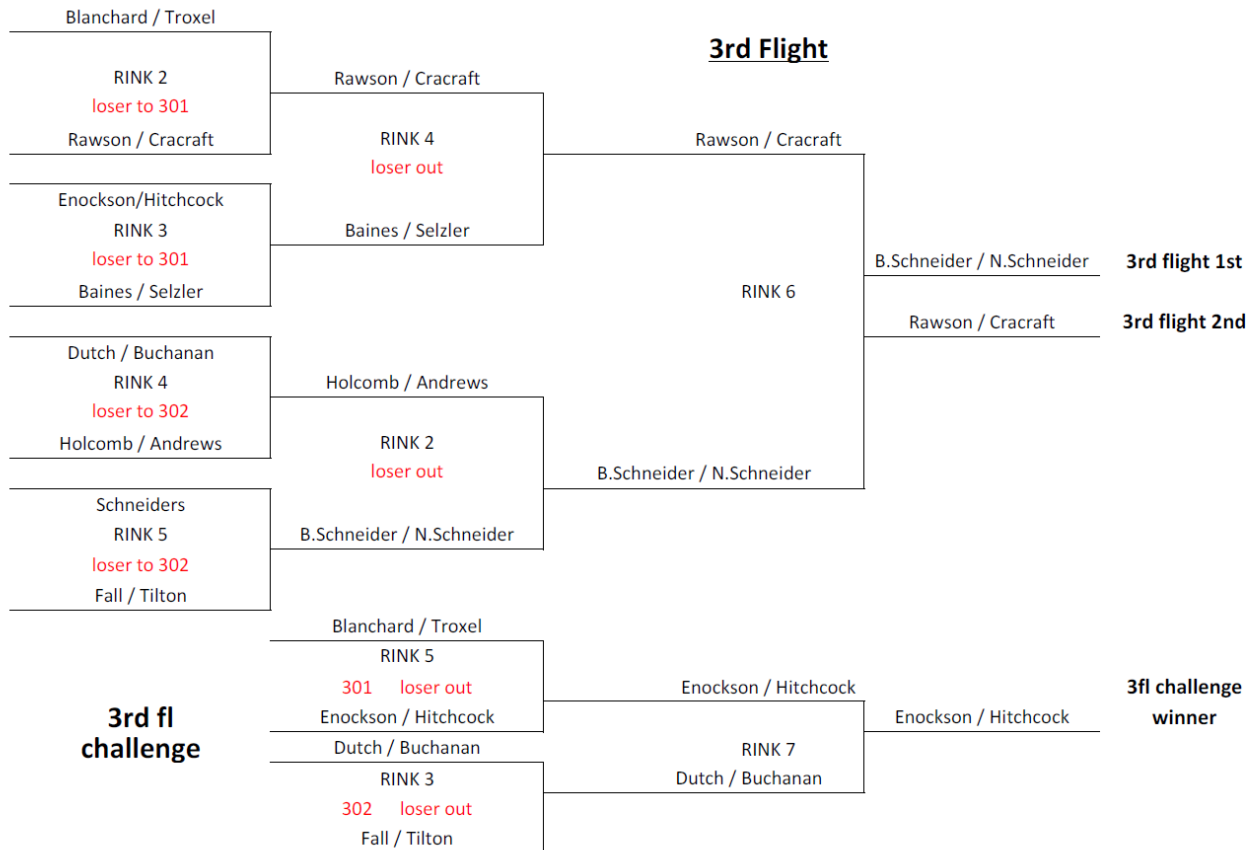 Blanchard / Troxel
3rd Flight
RINK 2
Rawson / Cracraft
loser to 301
Rawson / Cracraft
RINK 4
Rawson / Cracraft
loser out
Enockson/Hitchcock
RINK 3
Baines / Selzler
loser to 301
B.Schneider / N.Schneider
3rd flight 1st
Baines / Selzler
RINK 6
Rawson / Cracraft
3rd flight 2nd
Dutch / Buchanan
RINK 4
Holcomb / Andrews
loser to 302
Holcomb / Andrews
RINK 2
loser out
B.Schneider / N.Schneider
Schneiders
RINK 5
B.Schneider / N.Schneider
loser to 302
Fall / Tilton
Blanchard / Troxel
RINK 5
301 loser out
Enockson / Hitchcock
3fl challenge
winner
3rd fl
challenge
Enockson / Hitchcock
Enockson / Hitchcock
Dutch / Buchanan
RINK 7
RINK 3
Dutch / Buchanan
302 loser out
Fall / Tilton